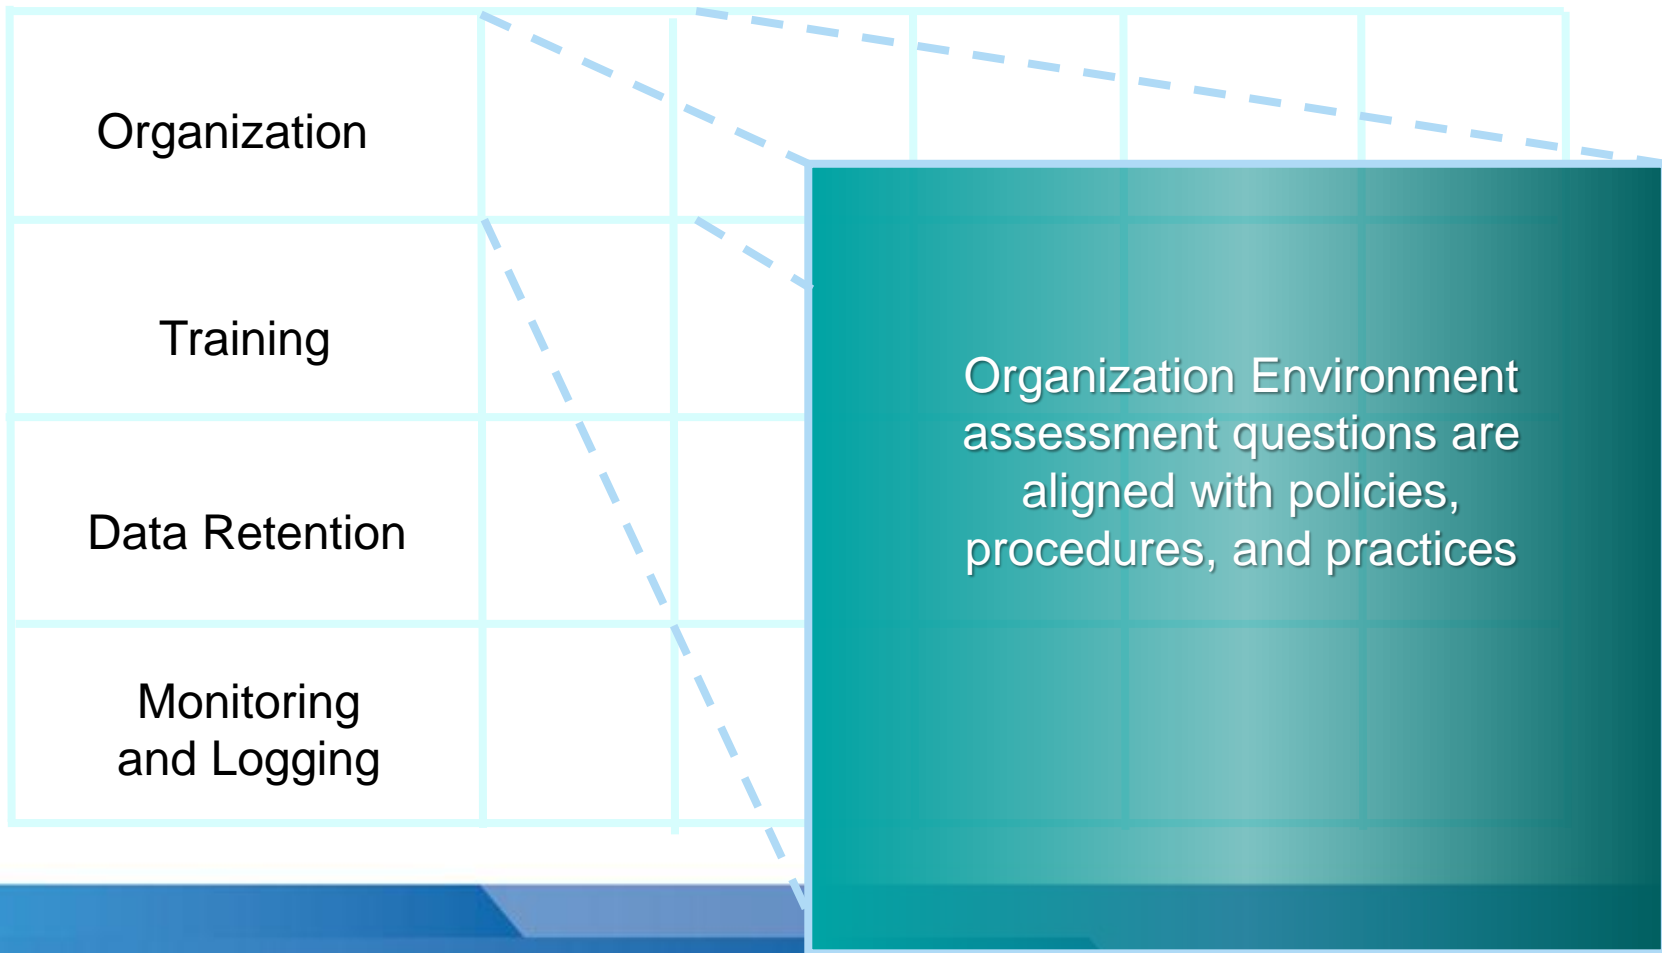 Organization
Training
Data Retention
Monitoring
and Logging
Organization Environment
assessment questions are
aligned with policies,
procedures, and practices